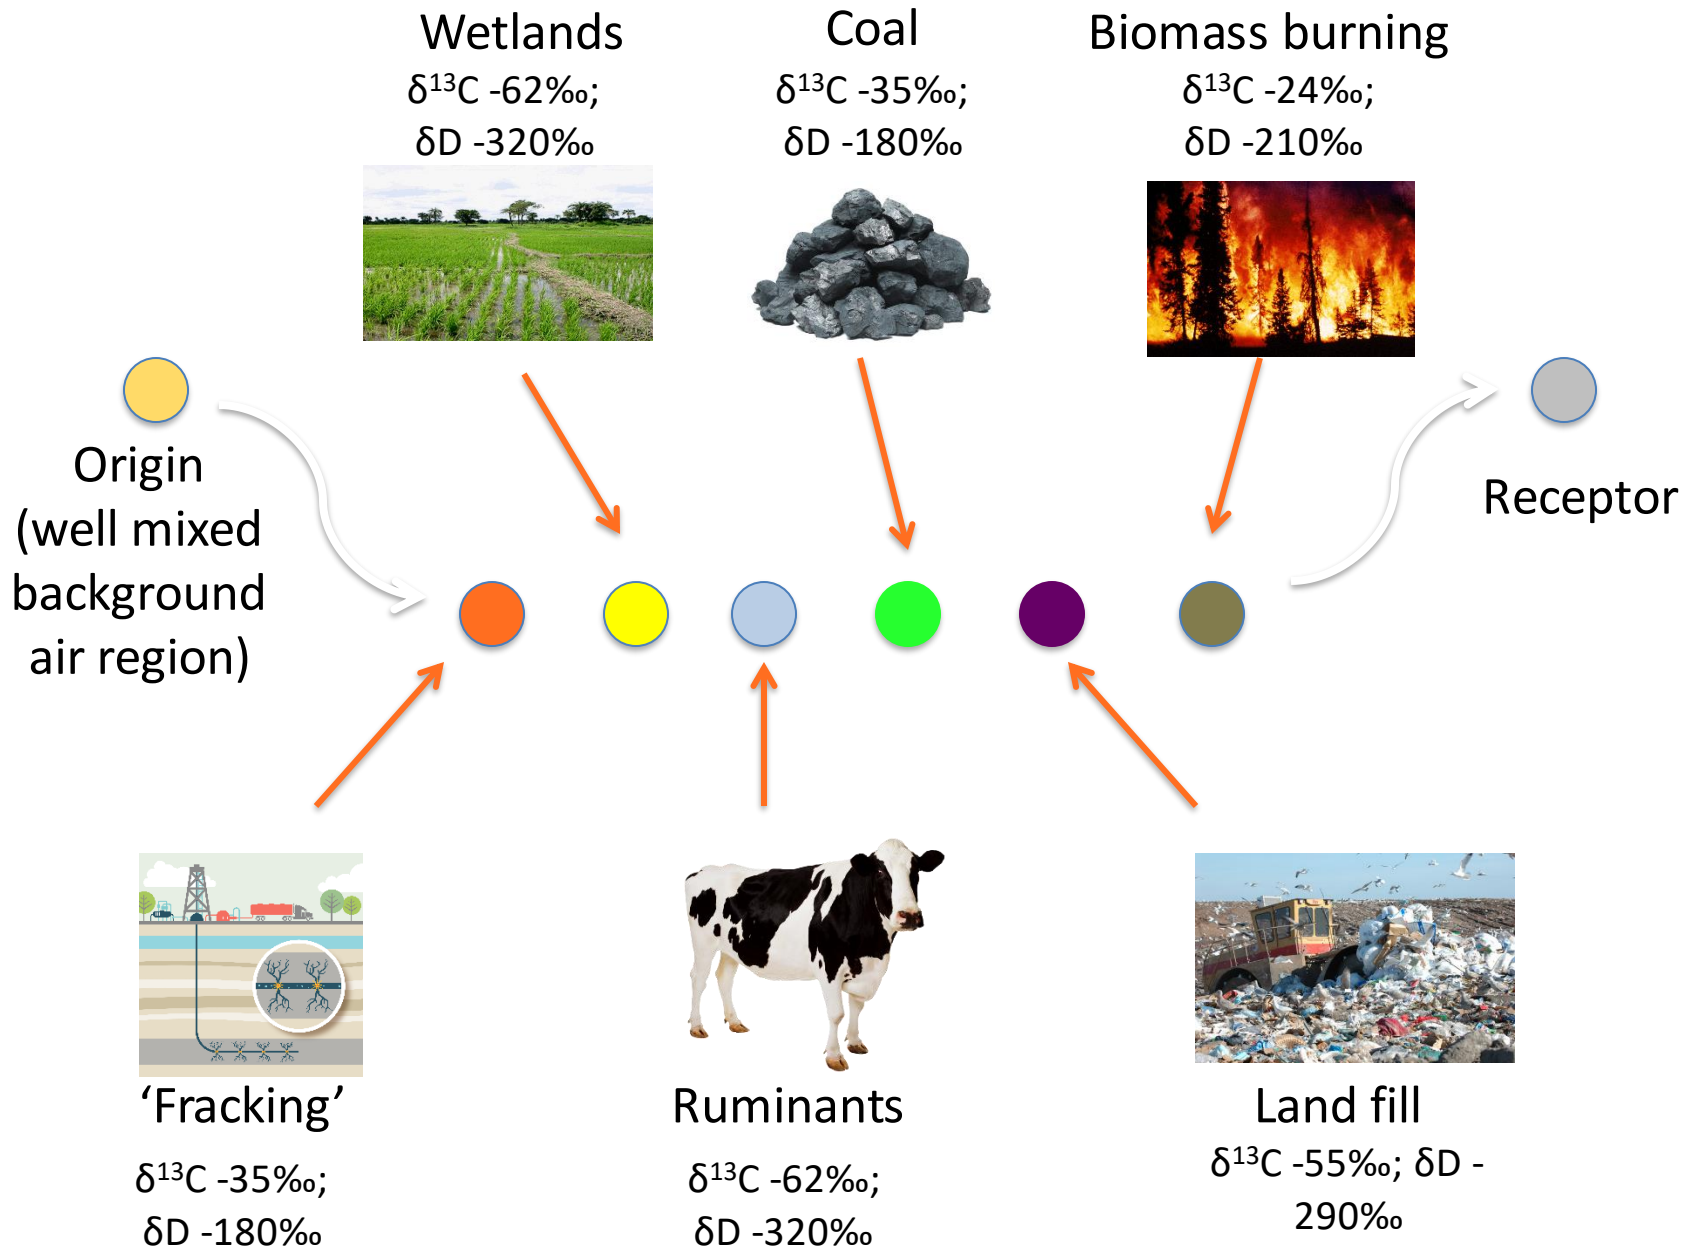 Wetlands
δ¹³C -62‰;
δD -320‰
Coal
δ¹³C -35‰;
δD -180‰
Biomass burning
δ¹³C -24‰;
δD -210‰
Origin
(well mixed
background
air region)
Receptor
‘Fracking’
δ¹³C -35‰;
δD -180‰
Ruminants
δ¹³C -62‰;
δD -320‰
Land fill
δ¹³C -55‰; δD -
290‰